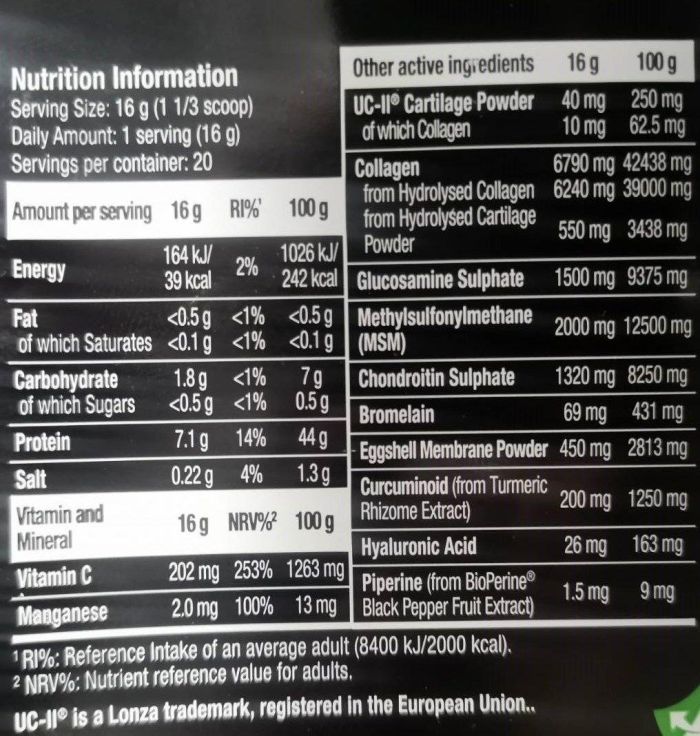 Nutrition Information
Serving Size: 16 g (1 1/3 scoop)
Daily Amount: 1 serving (16 g)
Servings per container: 20
Amount per serving 16 g RI%¹ 100 g
Energy 164 kJ/ 39 kcal 2% 1026 kJ/ 242 kcal
Fat <0.5 g <1% <0.5 g
of which Saturates <0.1 g <1% <0.1 g
Carbohydrate 1.8 g <1% 7 g
of which Sugars <0.5 g <1% 0.5 g
Protein 7.1 g 14% 44 g
Salt 0.22 g 4% 1.3 g
Vitamin and
Mineral 16 g NRV%² 100 g
Vitamin C 202 mg 253% 1263 mg
Manganese 2.0 mg 100% 13 mg
Other active ingredients 16 g 100 g
UC-II® Cartilage Powder 40 mg 250 mg
of which Collagen 10 mg 62.5 mg
Collagen 6790 mg 42438 mg
from Hydrolysed Collagen 6240 mg 39000 mg
from Hydrolysed Cartilage
Powder 550 mg 3438 mg
Glucosamine Sulphate 1500 mg 9375 mg
Methylsulfonylmethane
(MSM) 2000 mg 12500 mg
Chondroitin Sulphate 1320 mg 8250 mg
Bromelain 69 mg 431 mg
Eggshell Membrane Powder 450 mg 2813 mg
Curcuminoid (from Turmeric
Rhizome Extract) 200 mg 1250 mg
Hyaluronic Acid 26 mg 163 mg
Piperine (from BioPerine®
Black Pepper Fruit Extract) 1.5 mg 9 mg
¹ RI%: Reference Intake of an average adult (8400 kJ/2000 kcal).
² NRV%: Nutrient reference value for adults.
UC-II® is a Lonza trademark, registered in the European Union..